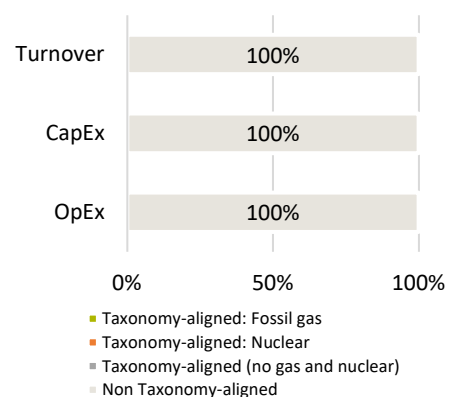 Turnover
100%
CapEx
100%
OpEx
100%
0%
50%
100%
Taxonomy-aligned: Fossil gas
Taxonomy-aligned: Nuclear
Taxonomy-aligned (no gas and nuclear)
Non Taxonomy-aligned